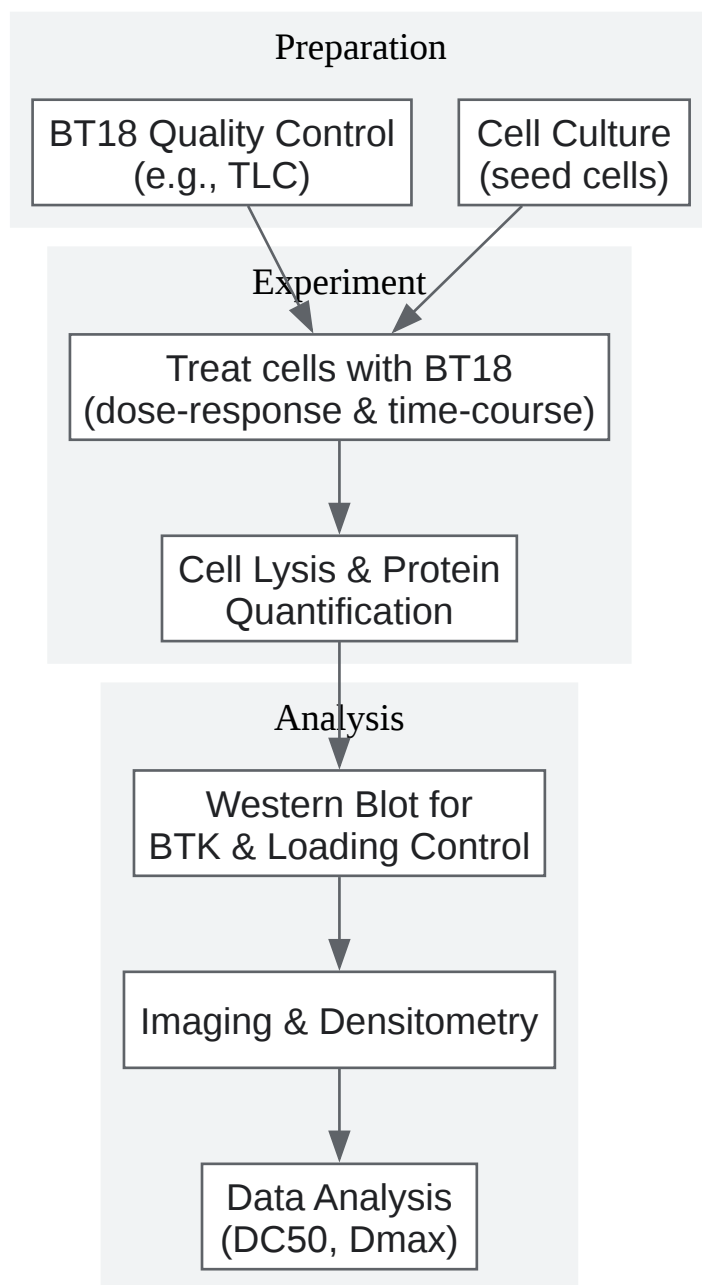 Preparation
BT18 Quality Control
(e.g., TLC)
Cell Culture
(seed cells)
Experiment
Treat cells with BT18
(dose-response & time-course)
Cell Lysis & Protein
Quantification
Analysis
Western Blot for
BTK & Loading Control
Imaging & Densitometry
Data Analysis
(DC50, Dmax)